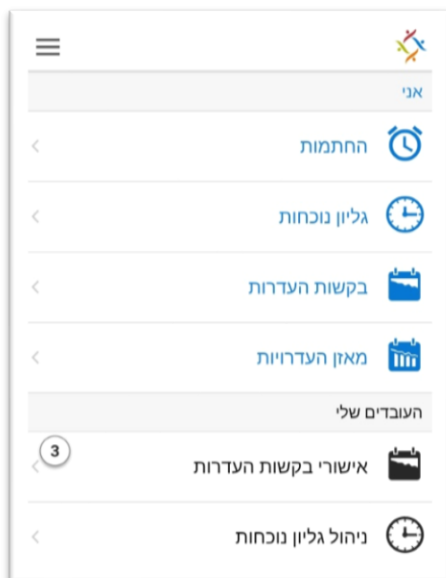 אני
החתמות
גליון נוכחות
בקשות העדרות
מאזן העדרויות
העובדים שלי
אישורי בקשות העדרות
3
ניהול גליון נוכחות